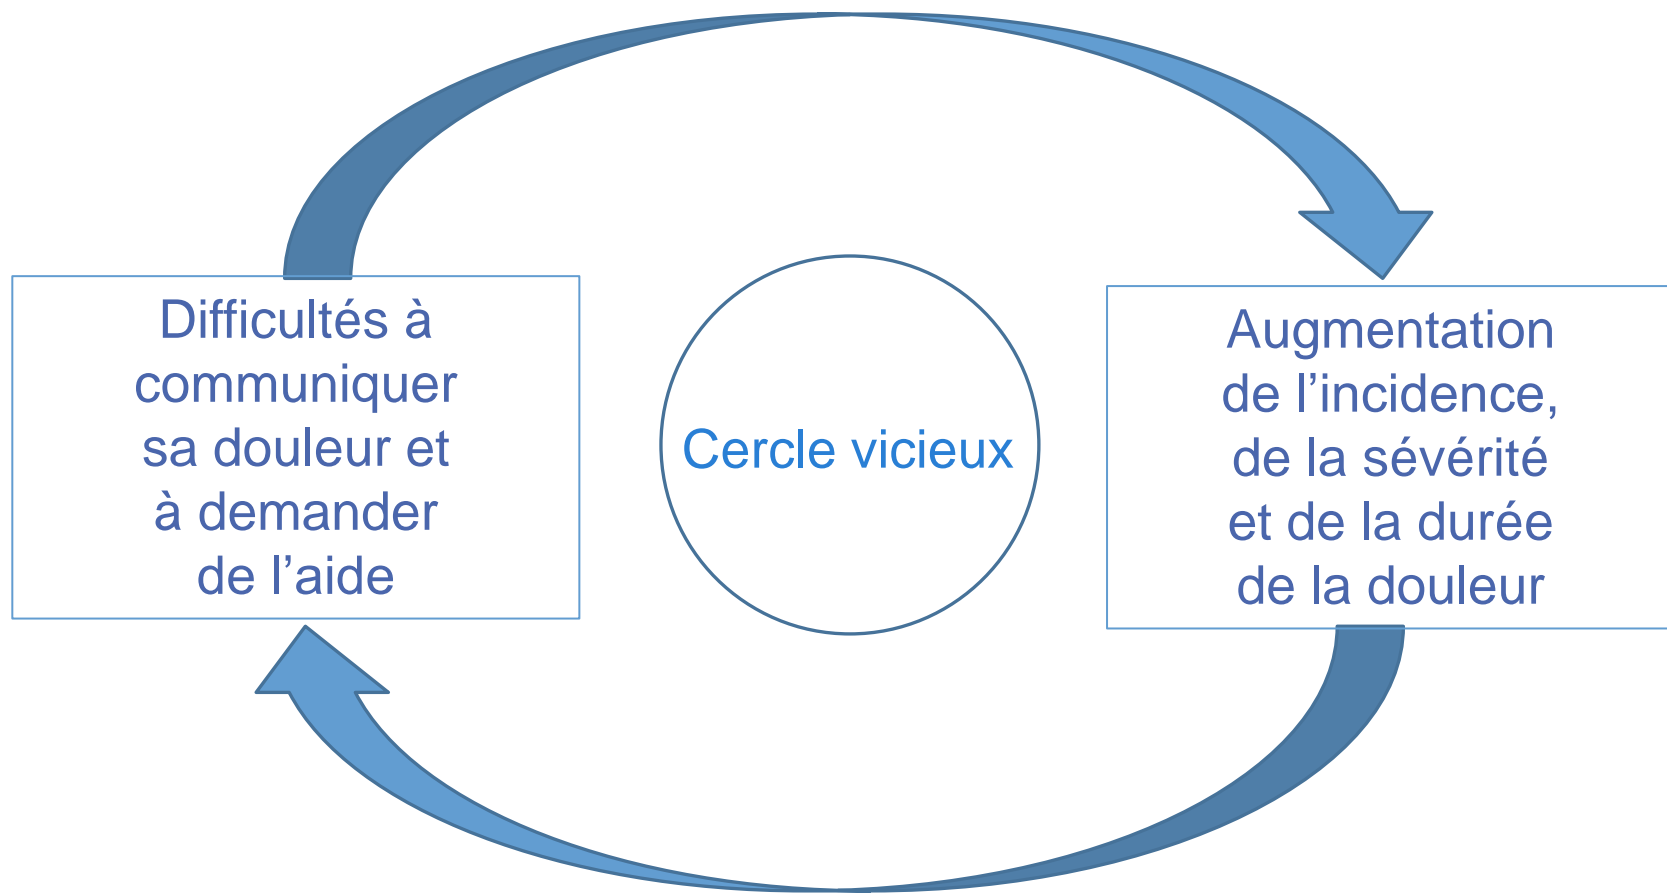 Difficultés à
communiquer
sa douleur et
à demander
de l’aide
Cercle vicieux
Augmentation
de l’incidence,
de la sévérité
et de la durée
de la douleur